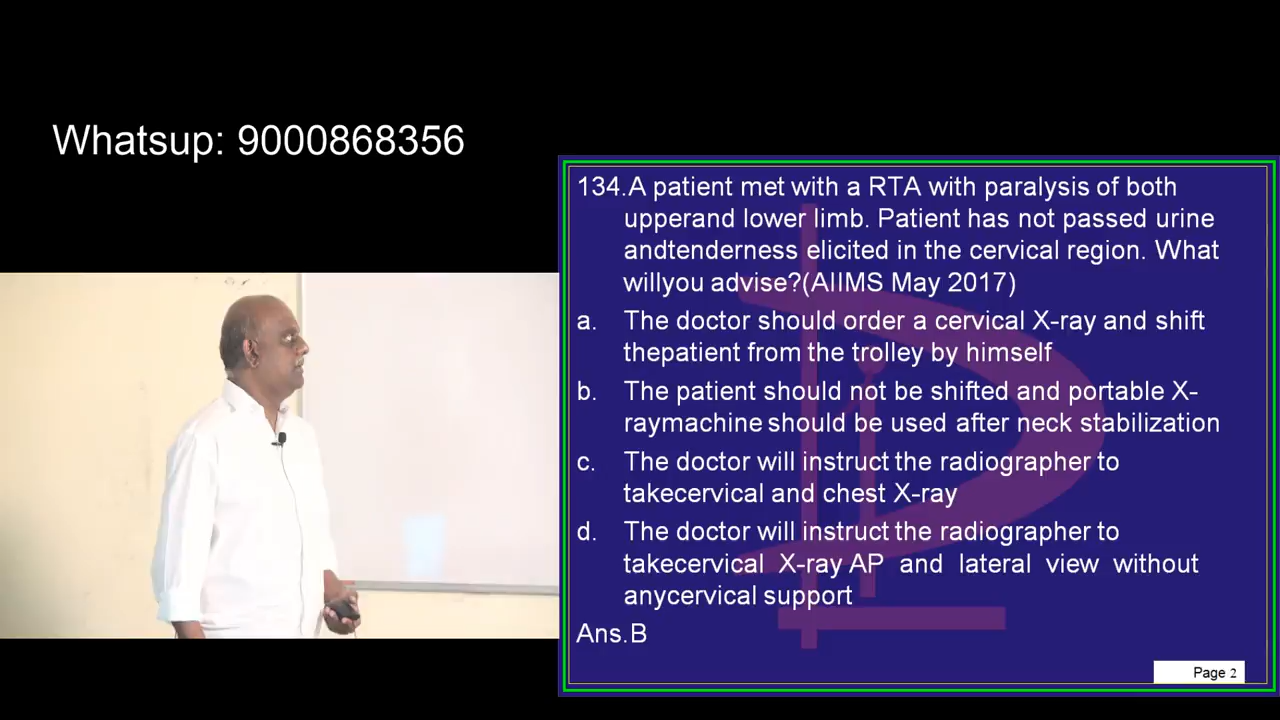 Whatsup: 9000868356
134.A patient met with a RTA with paralysis of both
upperand lower limb. Patient has not passed urine
andtenderness elicited in the cervical region. What
willyou advise?(AIIMS May 2017)
a. The doctor should order a cervical X-ray and shift
thepatient from the trolley by himself
b. The patient should not be shifted and portable X-
raymachine should be used after neck stabilization
c. The doctor will instruct the radiographer to
takecervical and chest X-ray
d. The doctor will instruct the radiographer to
takecervical X-ray AP and lateral view without
anycervical support
Ans.B
Page 2